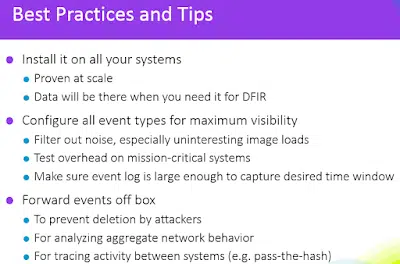 Best Practices and Tips
Install it on all your systems
Proven at scale
Data will be there when you need it for DFIR
Configure all event types for maximum visibility
Filter out noise, especially uninteresting image loads
Test overhead on mission-critical systems
Make sure event log is large enough to capture desired time window
Forward events off box
To prevent deletion by attackers
For analyzing aggregate network behavior
For tracing activity between systems (e.g. pass-the-hash)